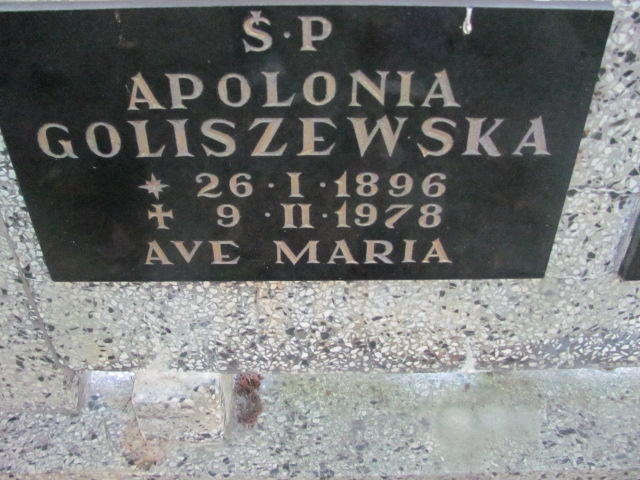 Ś.P
APOLONIA
GOLISZEWSKA
* 26.I.1896
✝ 9.II.1978
AVE MARIA